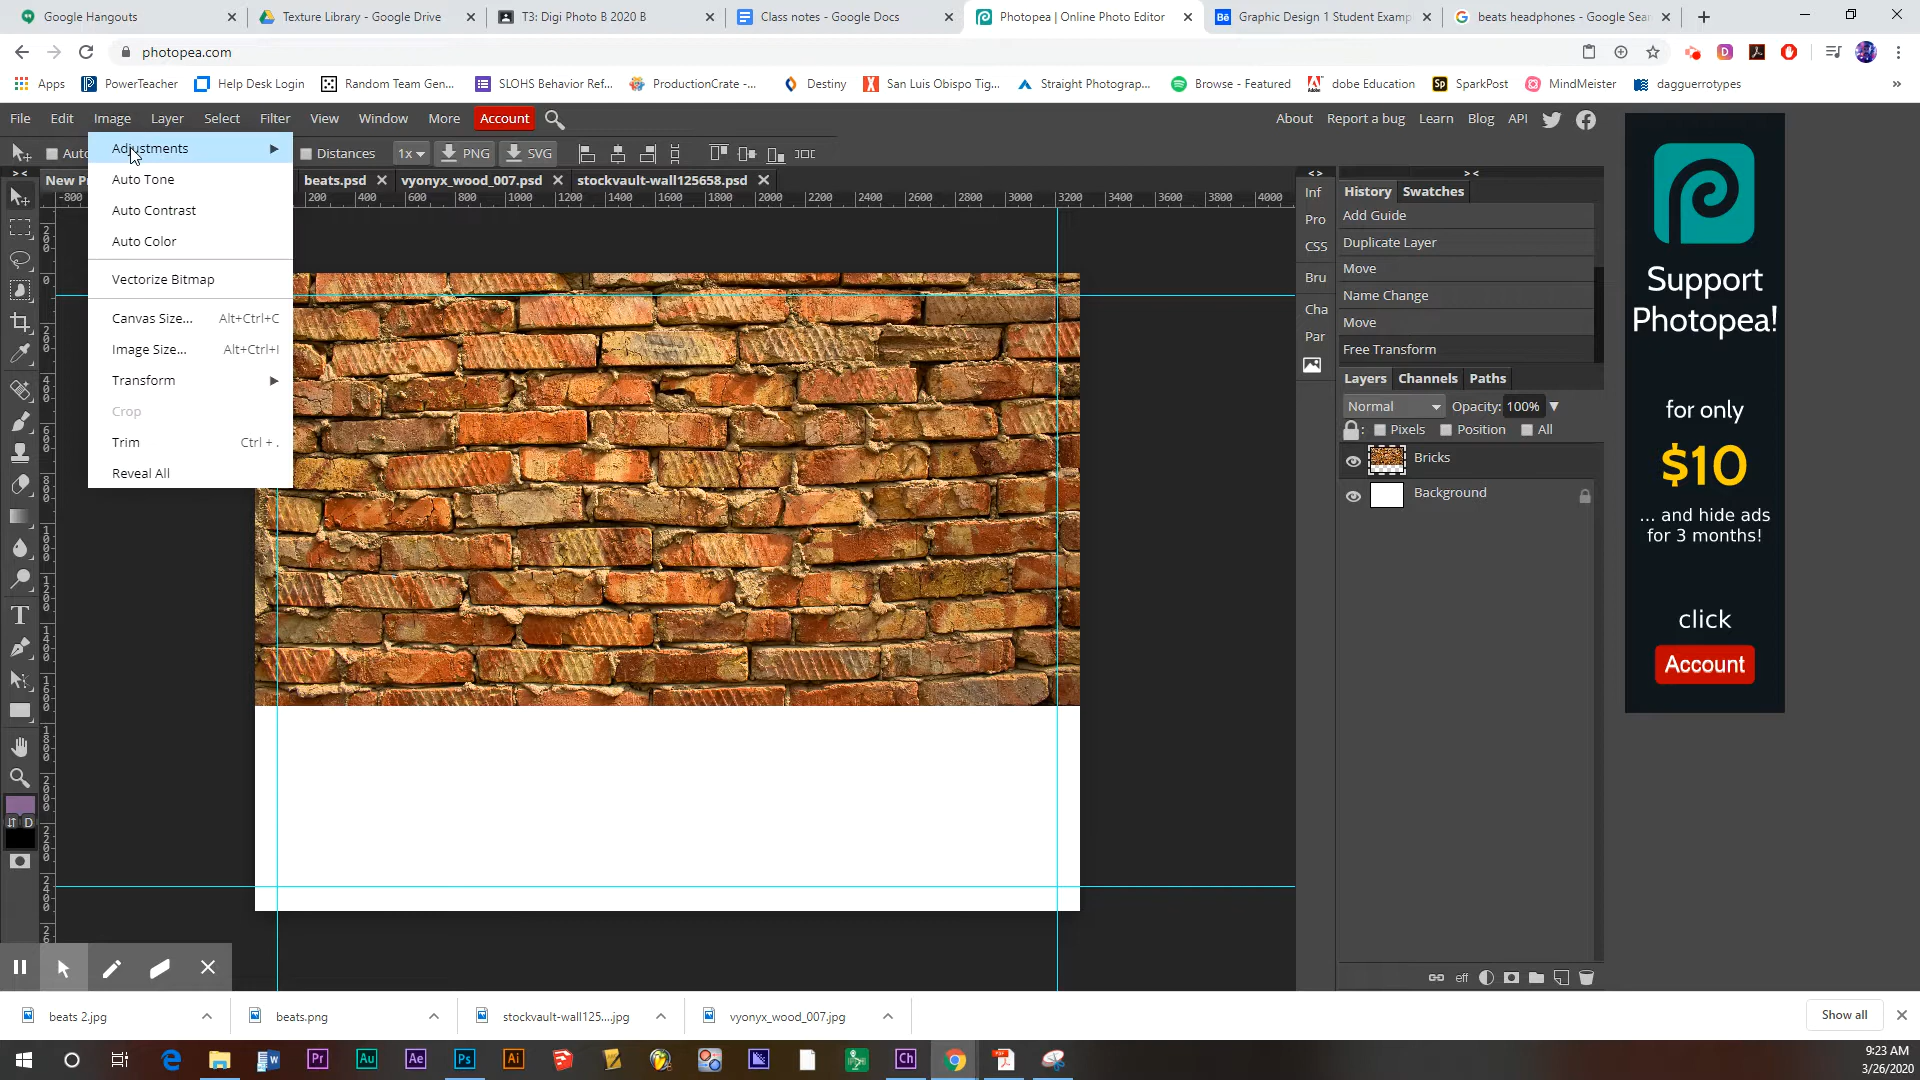 Google Hangouts
Texture Library - Google Drive
T3: Digi Photo B 2020 B
Class notes - Google Docs
Photopea | Online Photo Editor
Graphic Design 1 Student Examp
beats headphones - Google Sear
photopea.com
Apps
PowerTeacher
Help Desk Login
Random Team Gen...
SLOHS Behavior Ref...
ProductionCrate -...
Destiny
San Luis Obispo Tig...
Straight Photograp...
Browse - Featured
dobe Education
SparkPost
MindMeister
dagguerrotypes
File Edit Image Layer Select Filter View Window More Account
About Report a bug Learn Blog API
Auto
Distances
1x
PNG
SVG
New Pr
beats.psd
vyonyx_wood_007.psd
stockvault-wall125658.psd
Adjustments
Auto Tone
Auto Contrast
Auto Color
Vectorize Bitmap
Canvas Size... Alt+Ctrl+C
Image Size... Alt+Ctrl+I
Transform
Crop
Trim Ctrl + .
Reveal All
-800 200 400 600 800 1000 1200 1400 1600 1800 2000 2200 2400 2600 2800 3000 3200 3400 3600 3800 4000
Inf
Pro
CSS
Bru
Cha
Par
History Swatches
Add Guide
Duplicate Layer
Move
Name Change
Move
Free Transform
Layers Channels Paths
Normal Opacity: 100%
Pixels Position All
Bricks
Background
eff
Support
Photopea!
for only
$10
... and hide ads
for 3 months!
click
Account
beats 2.jpg
beats.png
stockvault-wall125....jpg
vyonyx_wood_007.jpg
Show all
Pr Au Ae Ps Ai Ch
9:23 AM
3/26/2020